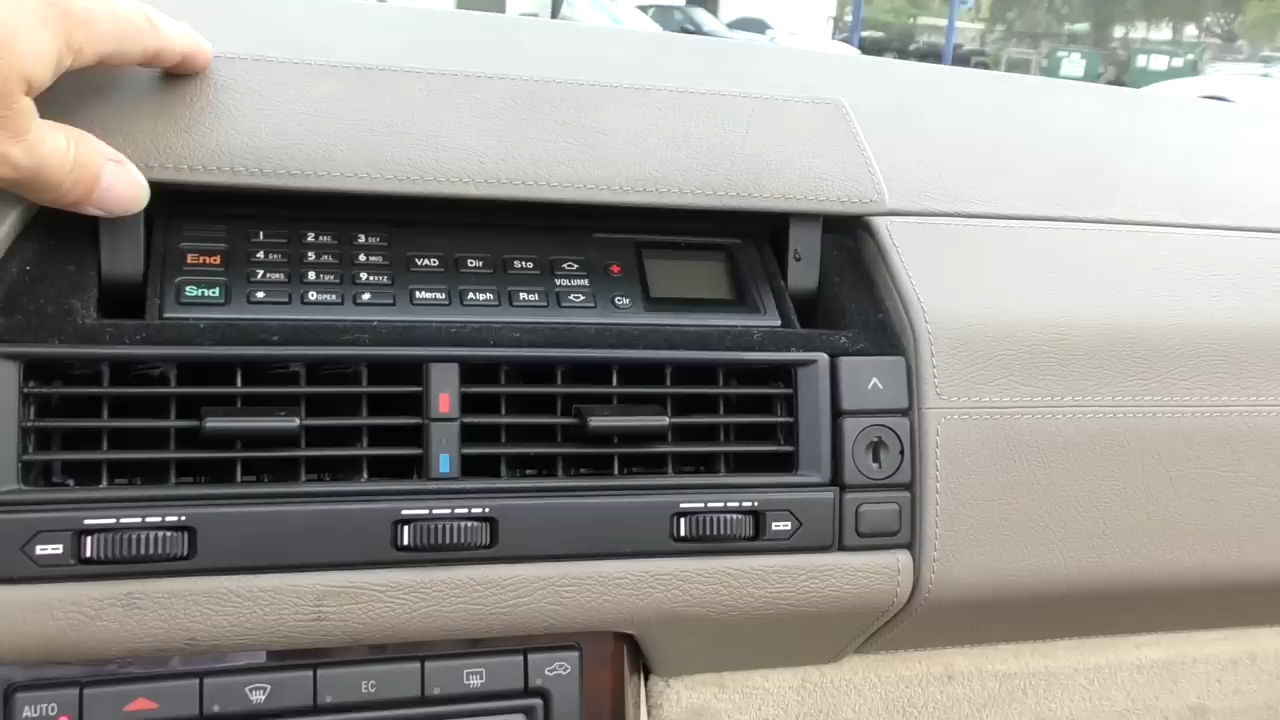 1 2 ABC 3 DEF
End 4 GHI 5 JKL 6 MNO VAD Dir Sto
7 PQRS 8 TUV 9 WXYZ VOLUME
Snd * 0 OPER # Menu Alph Rcl Clr
AUTO EC